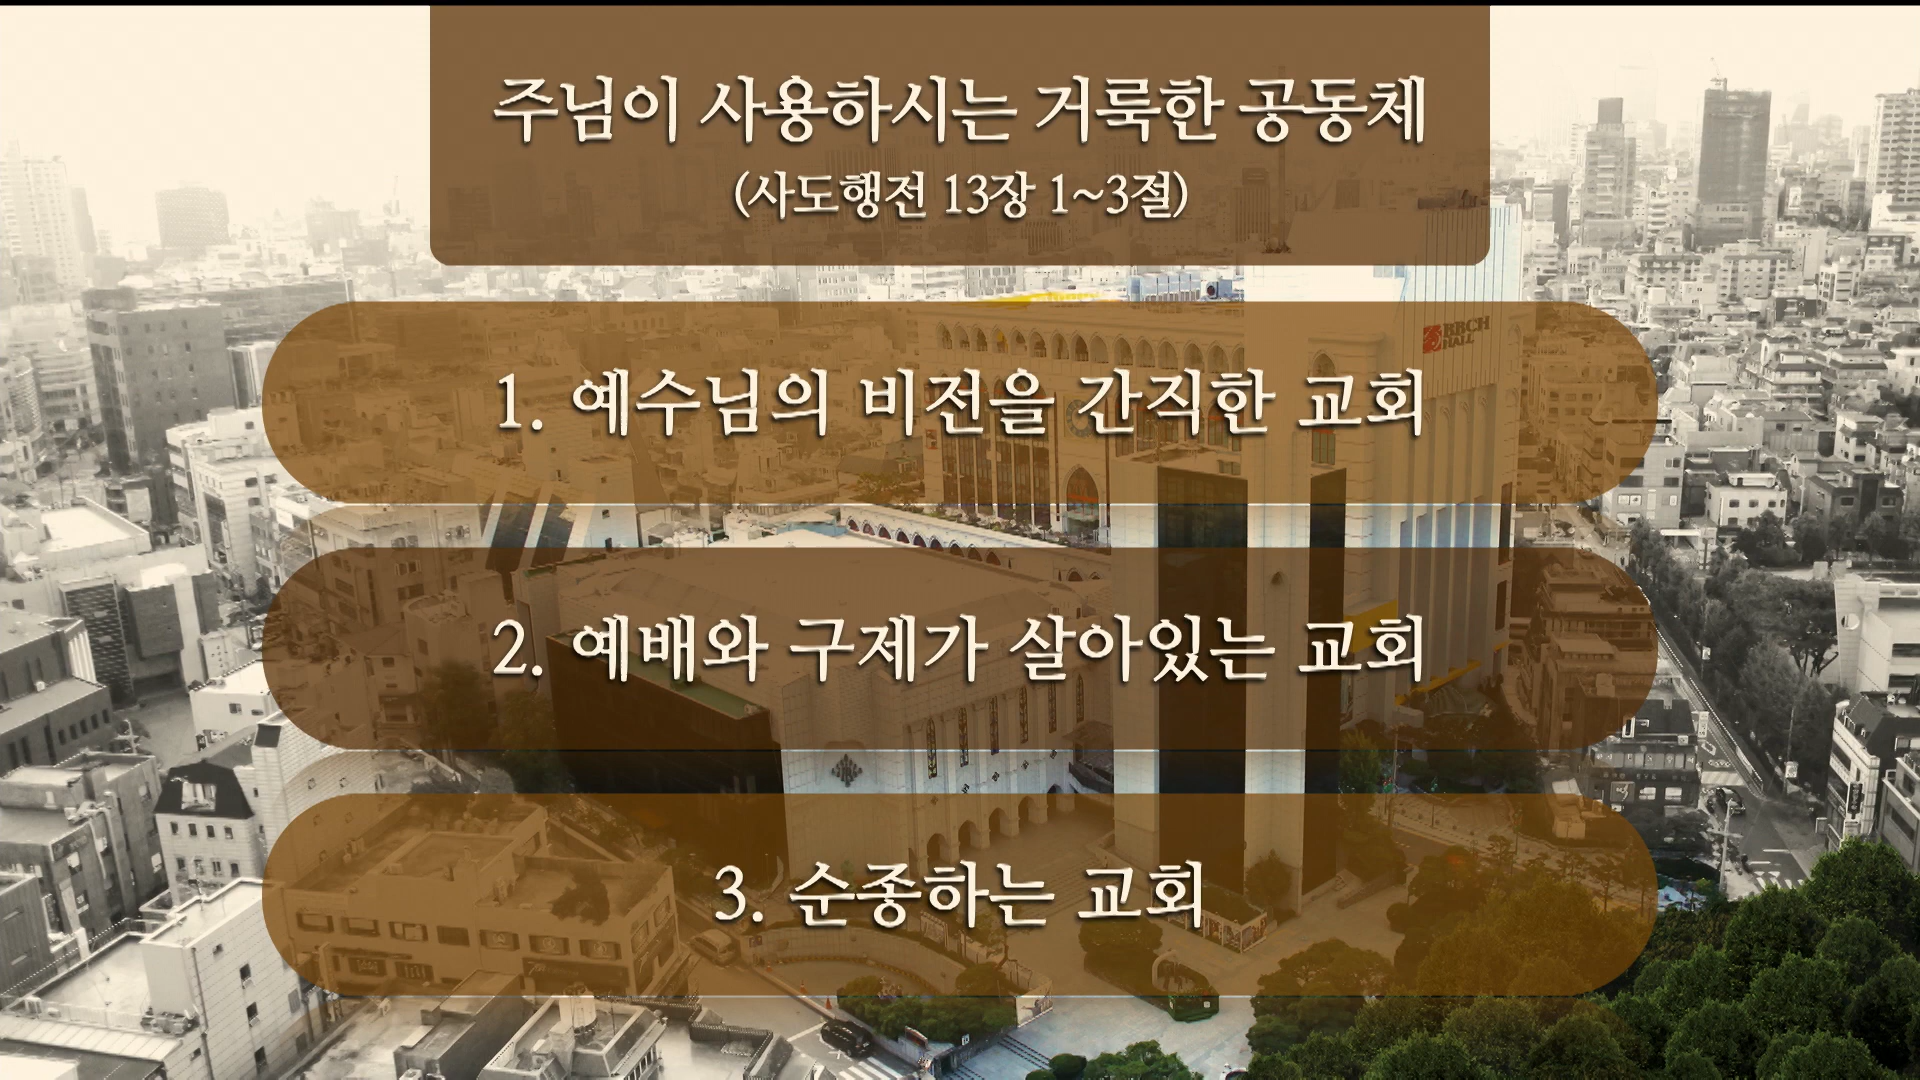 주님이 사용하시는 거룩한 공동체
(사도행전 13장 1~3절)
BBCH
HALL
1. 예수님의 비전을 간직한 교회
2. 예배와 구제가 살아있는 교회
3. 순종하는 교회